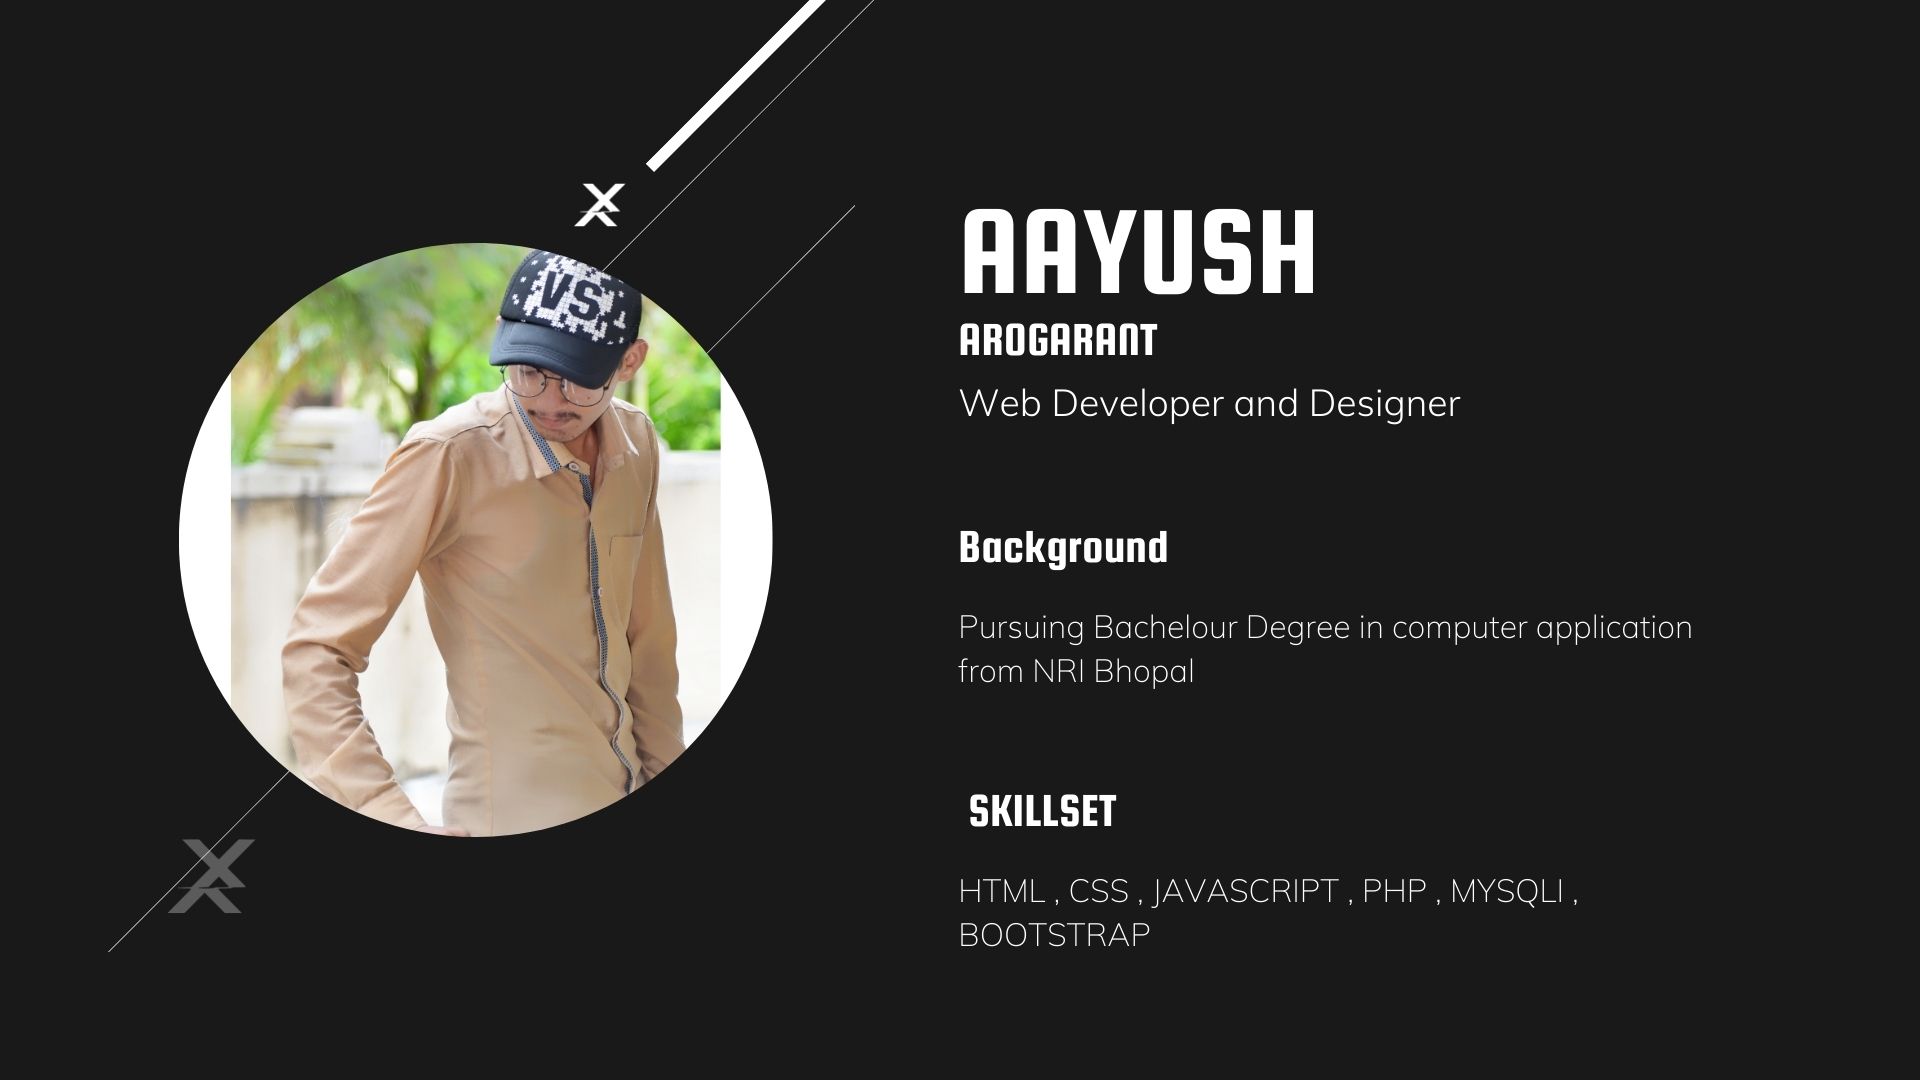 VS
AAYUSH
AROGARANT
Web Developer and Designer
Background
Pursuing Bachelour Degree in computer application
from NRI Bhopal
SKILLSET
HTML , CSS , JAVASCRIPT , PHP , MYSQLI ,
BOOTSTRAP